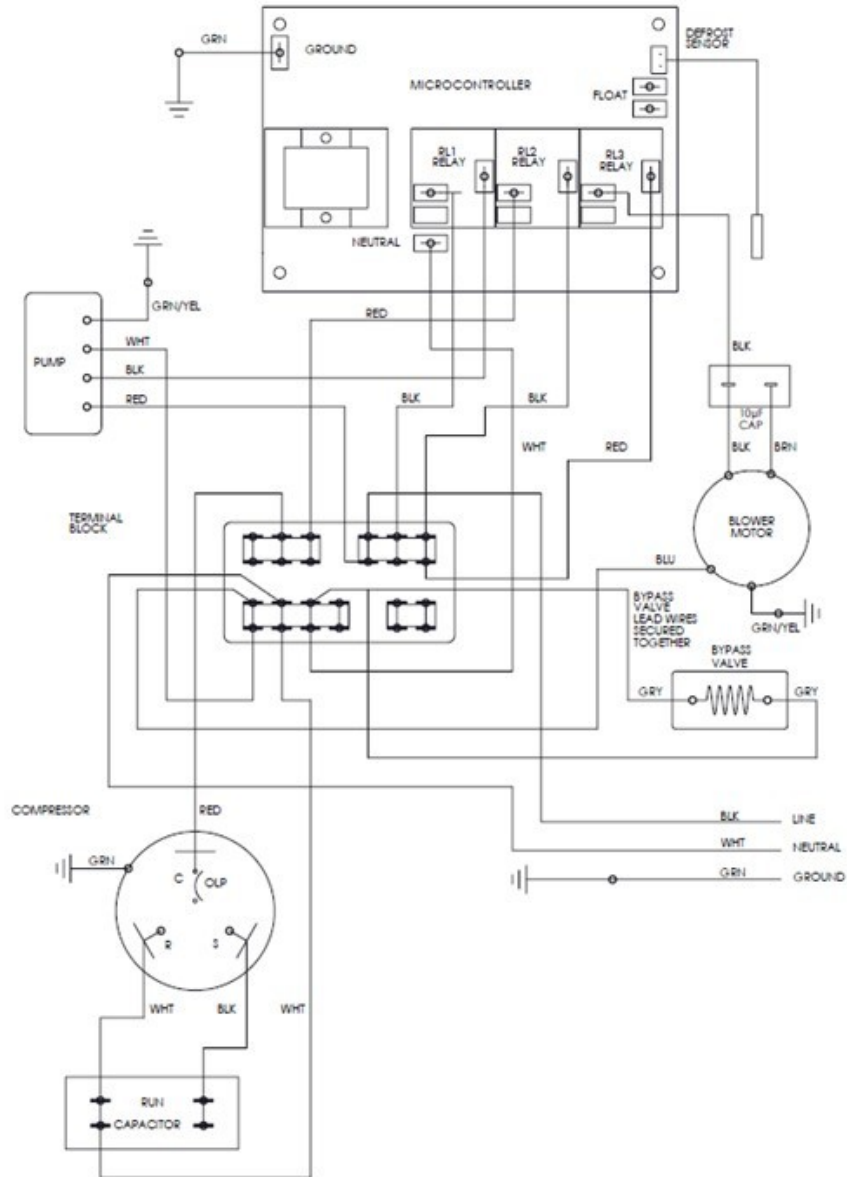 GRN
GROUND
DEFROST
SENSOR
MICROCONTROLLER
FLOAT
RL1
RELAY
RL2
RELAY
RL3
RELAY
NEUTRAL
GRN/YEL
RED
WHT
PUMP
BLK
BLK
RED
BLK
BLK
10µF
CAP
WHT
RED
BLK
BRN
TERMINAL
BLOCK
BLOWER
MOTOR
BLU
BYPASS
VALVE
LEAD WIRES
SECURED
TOGETHER
GRN/YEL
BYPASS
VALVE
GRY
GRY
COMPRESSOR
RED
BLK
LINE
WHT
NEUTRAL
GRN
GRN
GROUND
C
OLP
R
S
WHT
BLK
WHT
RUN
CAPACITOR